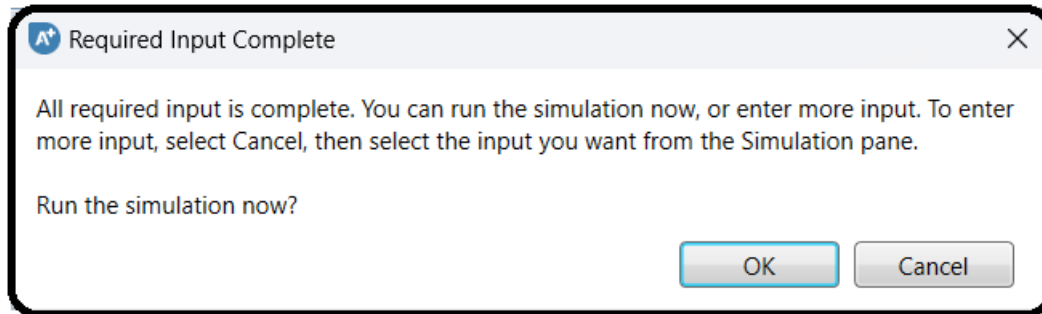 A+ Required Input Complete
All required input is complete. You can run the simulation now, or enter more input. To enter
more input, select Cancel, then select the input you want from the Simulation pane.
Run the simulation now?
OK Cancel